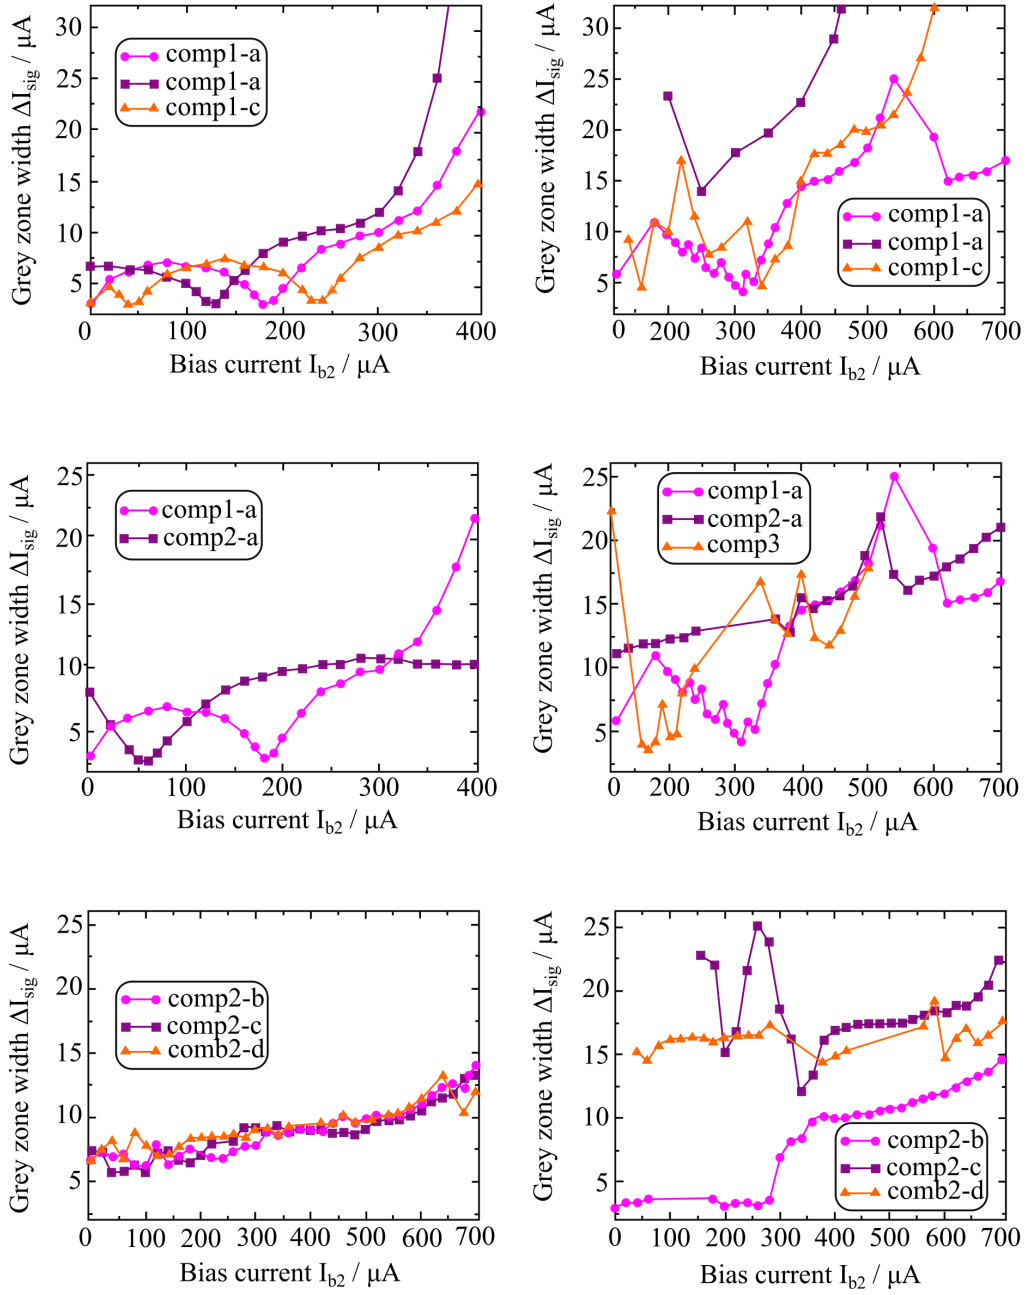 Grey zone width ΔI_sig / μA
30
25
20
15
10
5
comp1-a
comp1-a
comp1-c
0
100
200
300
400
Bias current I_b2 / μA
Grey zone width ΔI_sig / μA
30
25
20
15
10
5
comp1-a
comp1-a
comp1-c
0
200
300
400
500
600
700
Bias current I_b2 / μA
Grey zone width ΔI_sig / μA
25
20
15
10
5
comp1-a
comp2-a
0
100
200
300
400
Bias current I_b2 / μA
Grey zone width ΔI_sig / μA
25
20
15
10
5
comp1-a
comp2-a
comp3
0
200
300
400
500
600
700
Bias current I_b2 / μA
Grey zone width ΔI_sig / μA
25
20
15
10
5
comp2-b
comp2-c
comb2-d
0
100
200
300
400
500
600
700
Bias current I_b2 / μA
Grey zone width ΔI_sig / μA
25
20
15
10
5
comp2-b
comp2-c
comb2-d
0
100
200
300
400
500
600
700
Bias current I_b2 / μA